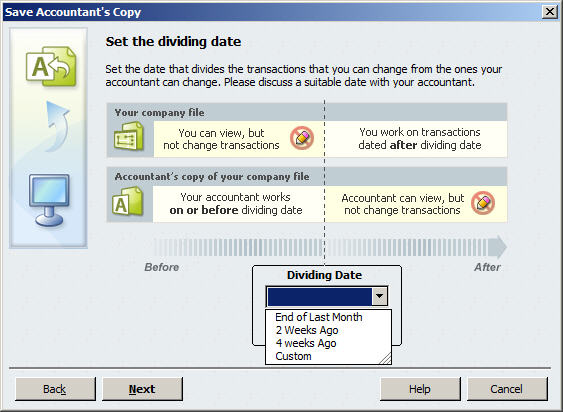 Save Accountant's Copy
Set the dividing date
Set the date that divides the transactions that you can change from the ones your
accountant can change. Please discuss a suitable date with your accountant.
Your company file
You can view, but
not change transactions
You work on transactions
dated after dividing date
Accountant's copy of your company file
Your accountant works
on or before dividing date
Accountant can view, but
not change transactions
Before
After
Dividing Date
End of Last Month
2 Weeks Ago
4 weeks Ago
Custom
Back
Next
Help
Cancel
A
A